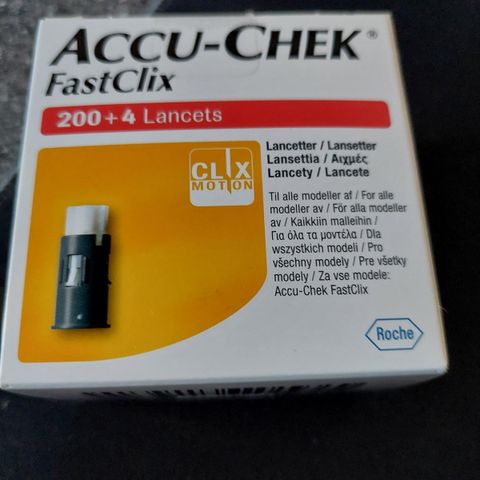 ACCU-CHEK®
FastClix
200+4 Lancets
CLIX
MOTION
Lancetter / Lansetter
Lansettia / Αιχμές
Lancety / Lancete
Til alle modeller af / For alle
modeller av / För alla modeller
av / Kaikkiin malleihin /
Για όλα τα μοντέλα / Dla
wszystkich modeli / Pro
všechny modely / Pre všetky
modely / Za vse modele:
Accu-Chek FastClix
Roche